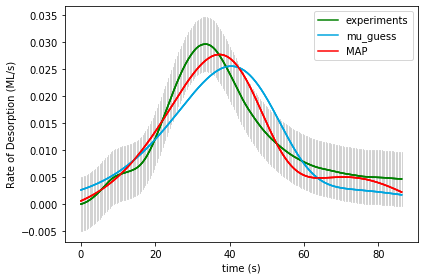 experiments
mu_guess
MAP
Rate of Desorption (ML/s)
0.035
0.030
0.025
0.020
0.015
0.010
0.005
0.000
−0.005
0 20 40 60 80
time (s)